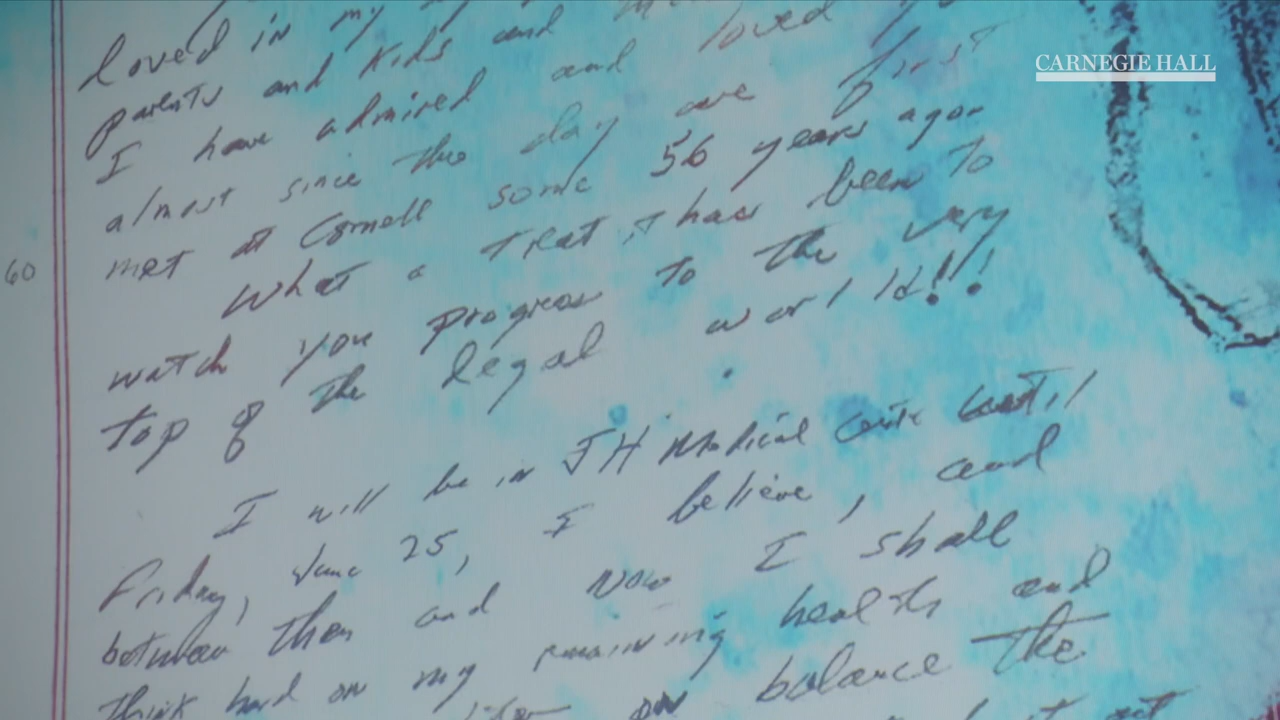 CARNEGIE HALL
loved in my
parents and kids and
I have admired and loved
almost since the day we first
met at Cornell some 56 years ago.
60
What a treat it has been to
watch you progress to the very
top of the legal world!!
I will be in JH Medical Center until
Friday, June 25, I believe, and
between then and now I shall
think hard on my remaining health and
on balance the